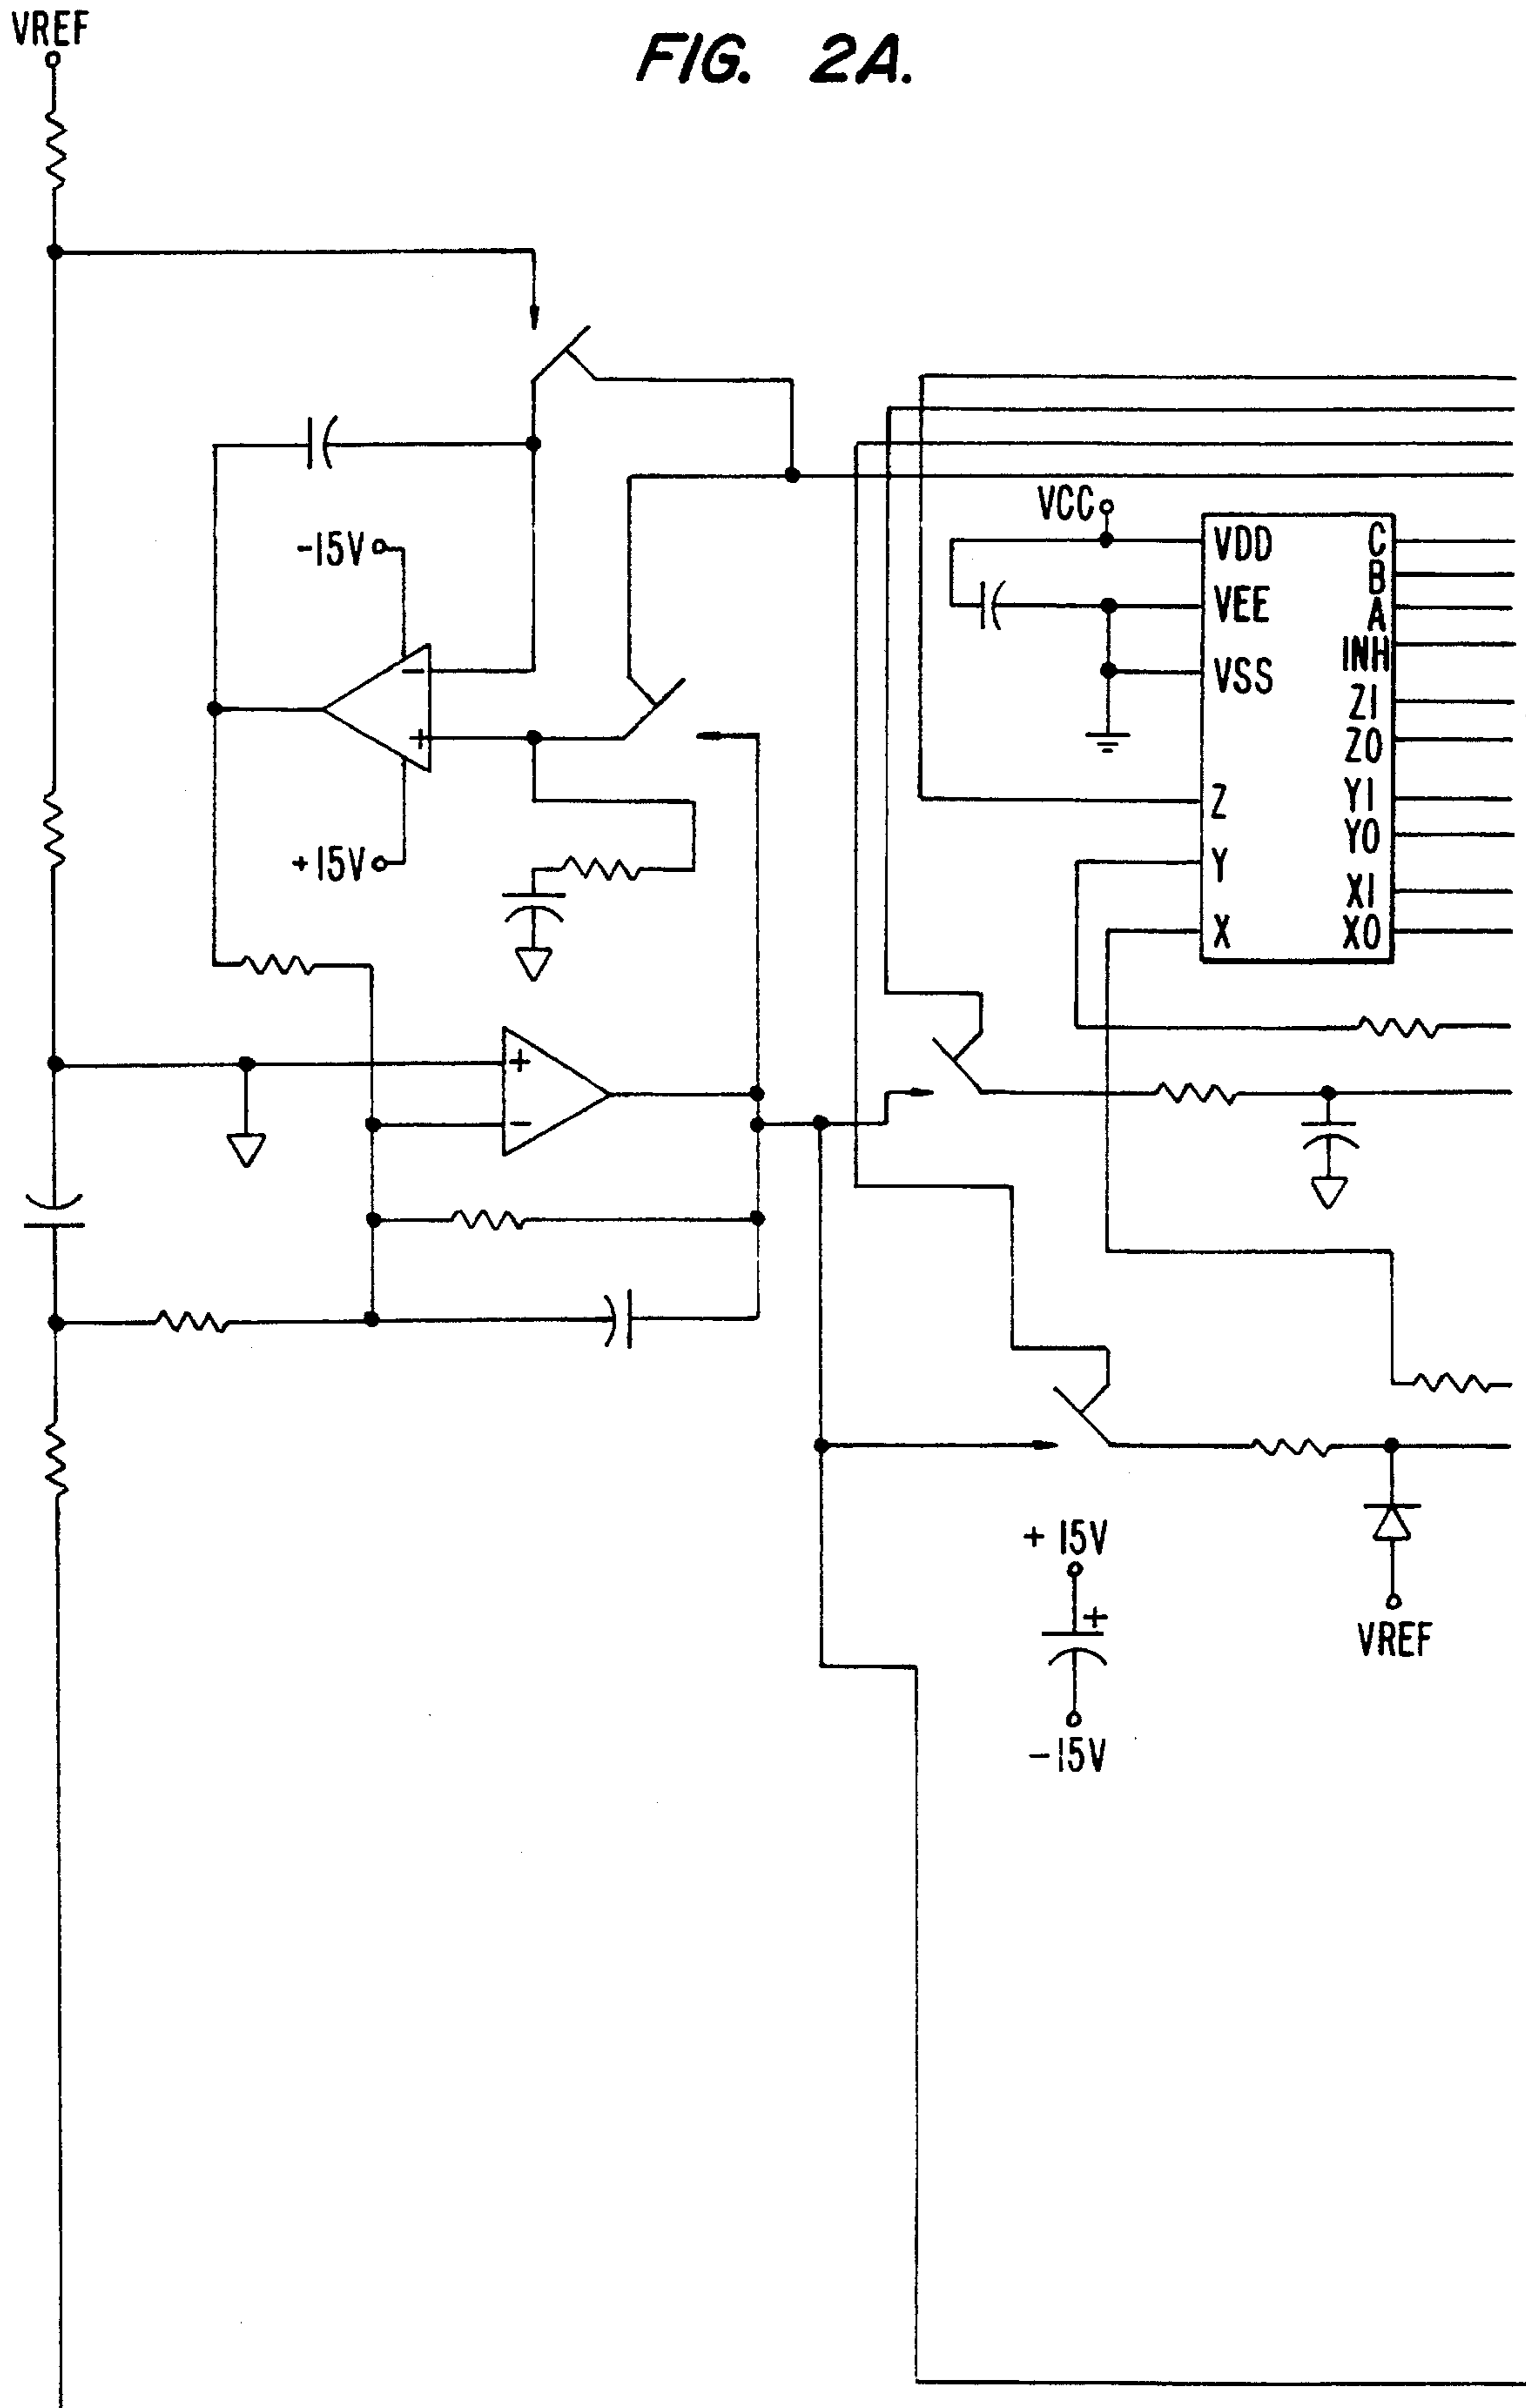 VREF
FIG. 2A.
-15V
+15V
+
-
VCC
VDD
VEE
VSS
Z
Y
X
C
B
A
INH
Z1
Z0
Y1
Y0
X1
X0
+
-
+ 15V
+
-15V
VREF